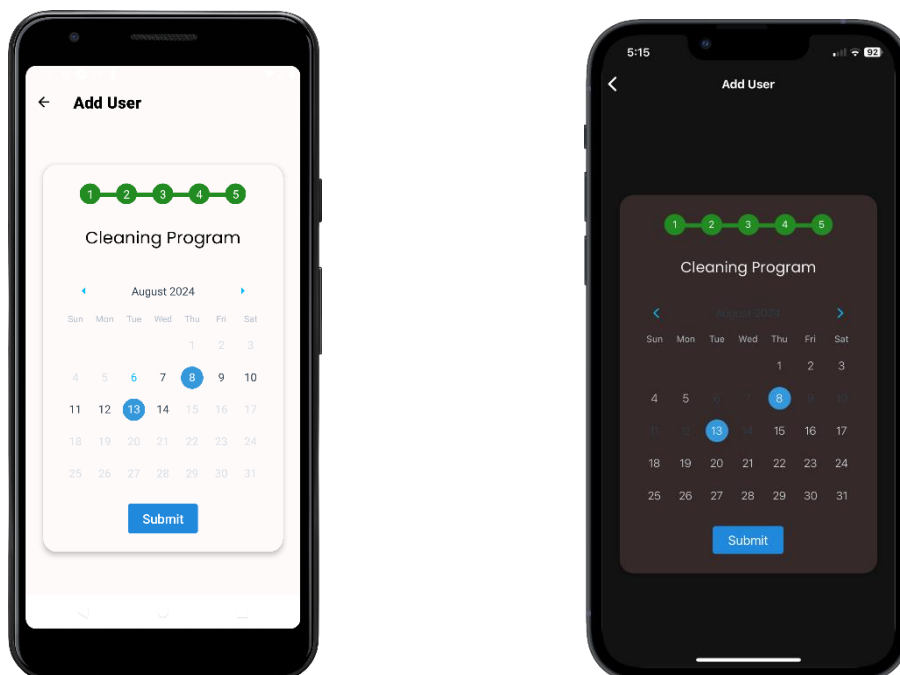 Add User
1 2 3 4 5
Cleaning Program
August 2024
Sun Mon Tue Wed Thu Fri Sat
1 2 3
4 5 6 7 8 9 10
11 12 13 14 15 16 17
18 19 20 21 22 23 24
25 26 27 28 29 30 31
Submit
5:15 92
Add User
1 2 3 4 5
Cleaning Program
August 2024
Sun Mon Tue Wed Thu Fri Sat
1 2 3
4 5 6 7 8 9 10
11 12 13 14 15 16 17
18 19 20 21 22 23 24
25 26 27 28 29 30 31
Submit